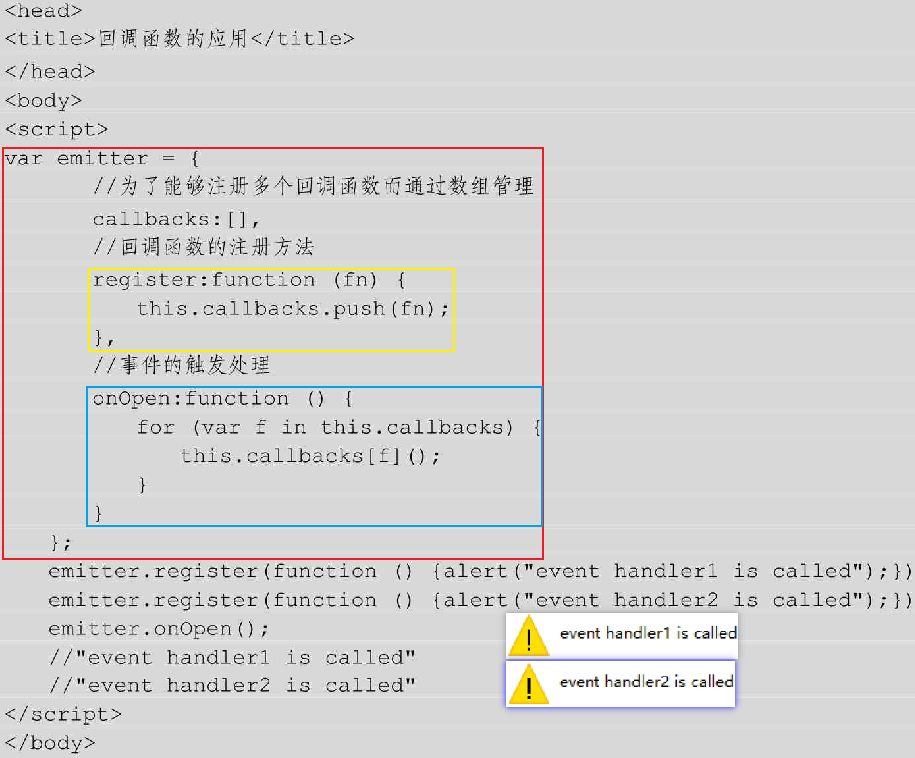 <head>
<title>回调函数的应用</title>
</head>
<body>
<script>
var emitter = {
//为了能够注册多个回调函数而通过数组管理
callbacks:[],
//回调函数的注册方法
register:function (fn) {
this.callbacks.push(fn);
},
//事件的触发处理
onOpen:function () {
for (var f in this.callbacks) {
this.callbacks[f]();
}
}
};
emitter.register(function () {alert("event handler1 is called");})
emitter.register(function () {alert("event handler2 is called");})
emitter.onOpen();
event handler1 is called
//"event handler1 is called"
event handler2 is called
//"event handler2 is called"
</script>
</body>